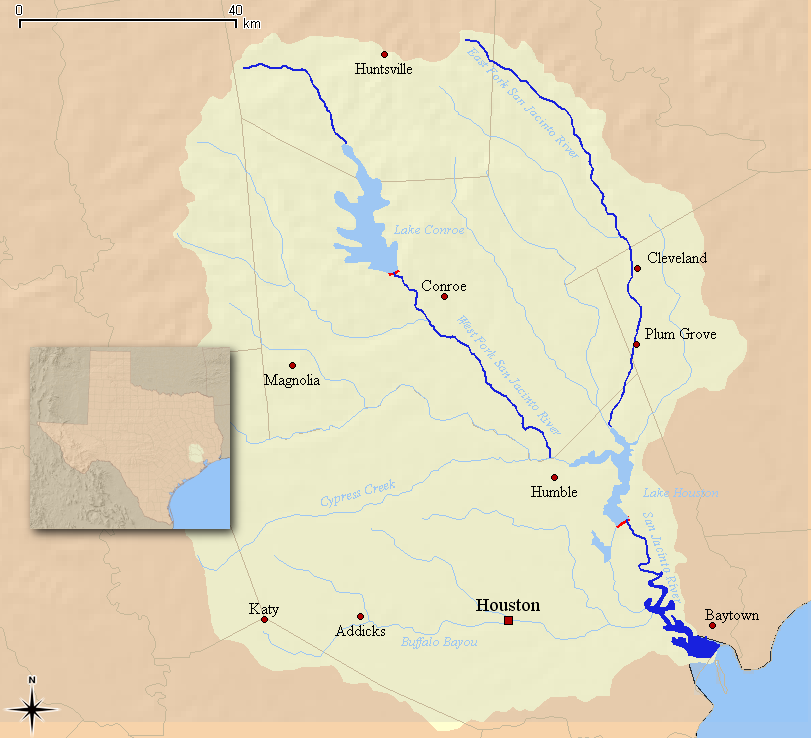 0 40
km
Huntsville
East Fork San Jacinto River
Lake Conroe
Cleveland
Conroe
West Fork San Jacinto River
Plum Grove
Magnolia
Cypress Creek
Humble
Lake Houston
San Jacinto River
Katy
Addicks
Houston
Baytown
Buffalo Bayou
N